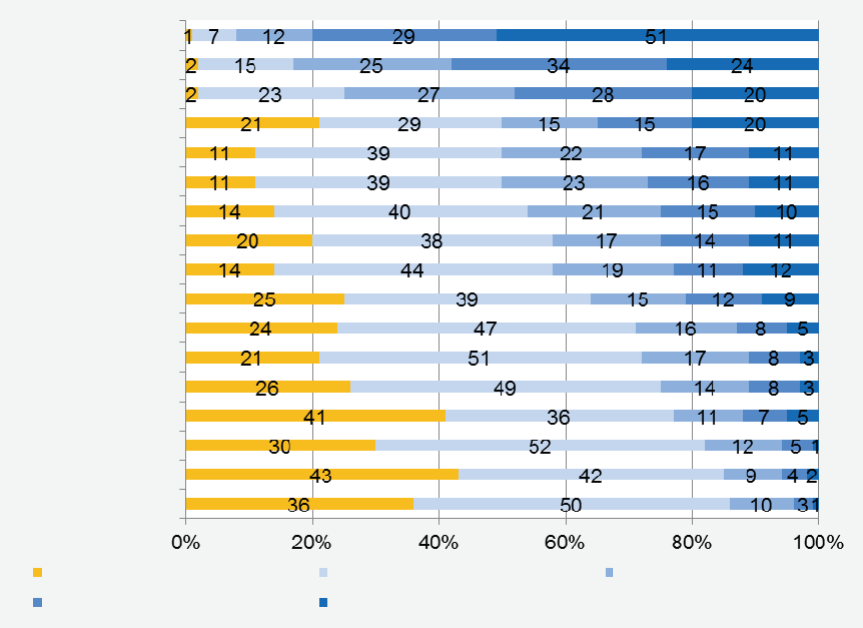 1 7 12 29 51
2 15 25 34 24
2 23 27 28 20
21 29 15 15 20
11 39 22 17 11
11 39 23 16 11
14 40 21 15 10
20 38 17 14 11
14 44 19 11 12
25 39 15 12 9
24 47 16 8 5
21 51 17 8 3
26 49 14 8 3
41 36 11 7 5
30 52 12 5 1
43 42 9 4 2
36 50 10 3 1
0% 20% 40% 60% 80% 100%